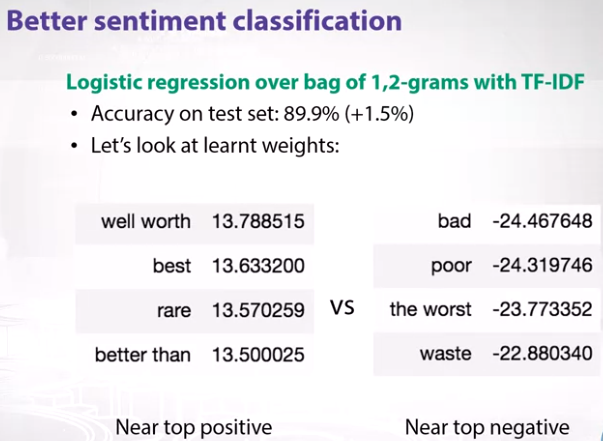 Better sentiment classification
Logistic regression over bag of 1,2-grams with TF-IDF
• Accuracy on test set: 89.9% (+1.5%)
• Let's look at learnt weights:
well worth 13.788515
best 13.633200
rare 13.570259
better than 13.500025
vs
bad -24.467648
poor -24.319746
the worst -23.773352
waste -22.880340
Near top positive
Near top negative